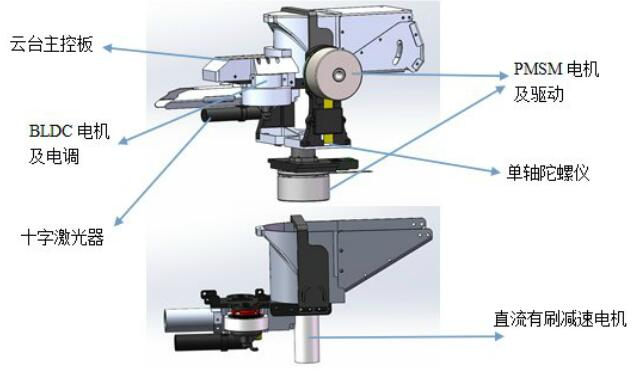 云台主控板
PMSM 电机
及驱动
BLDC 电机
及电调
单轴陀螺仪
十字激光器
直流有刷减速电机